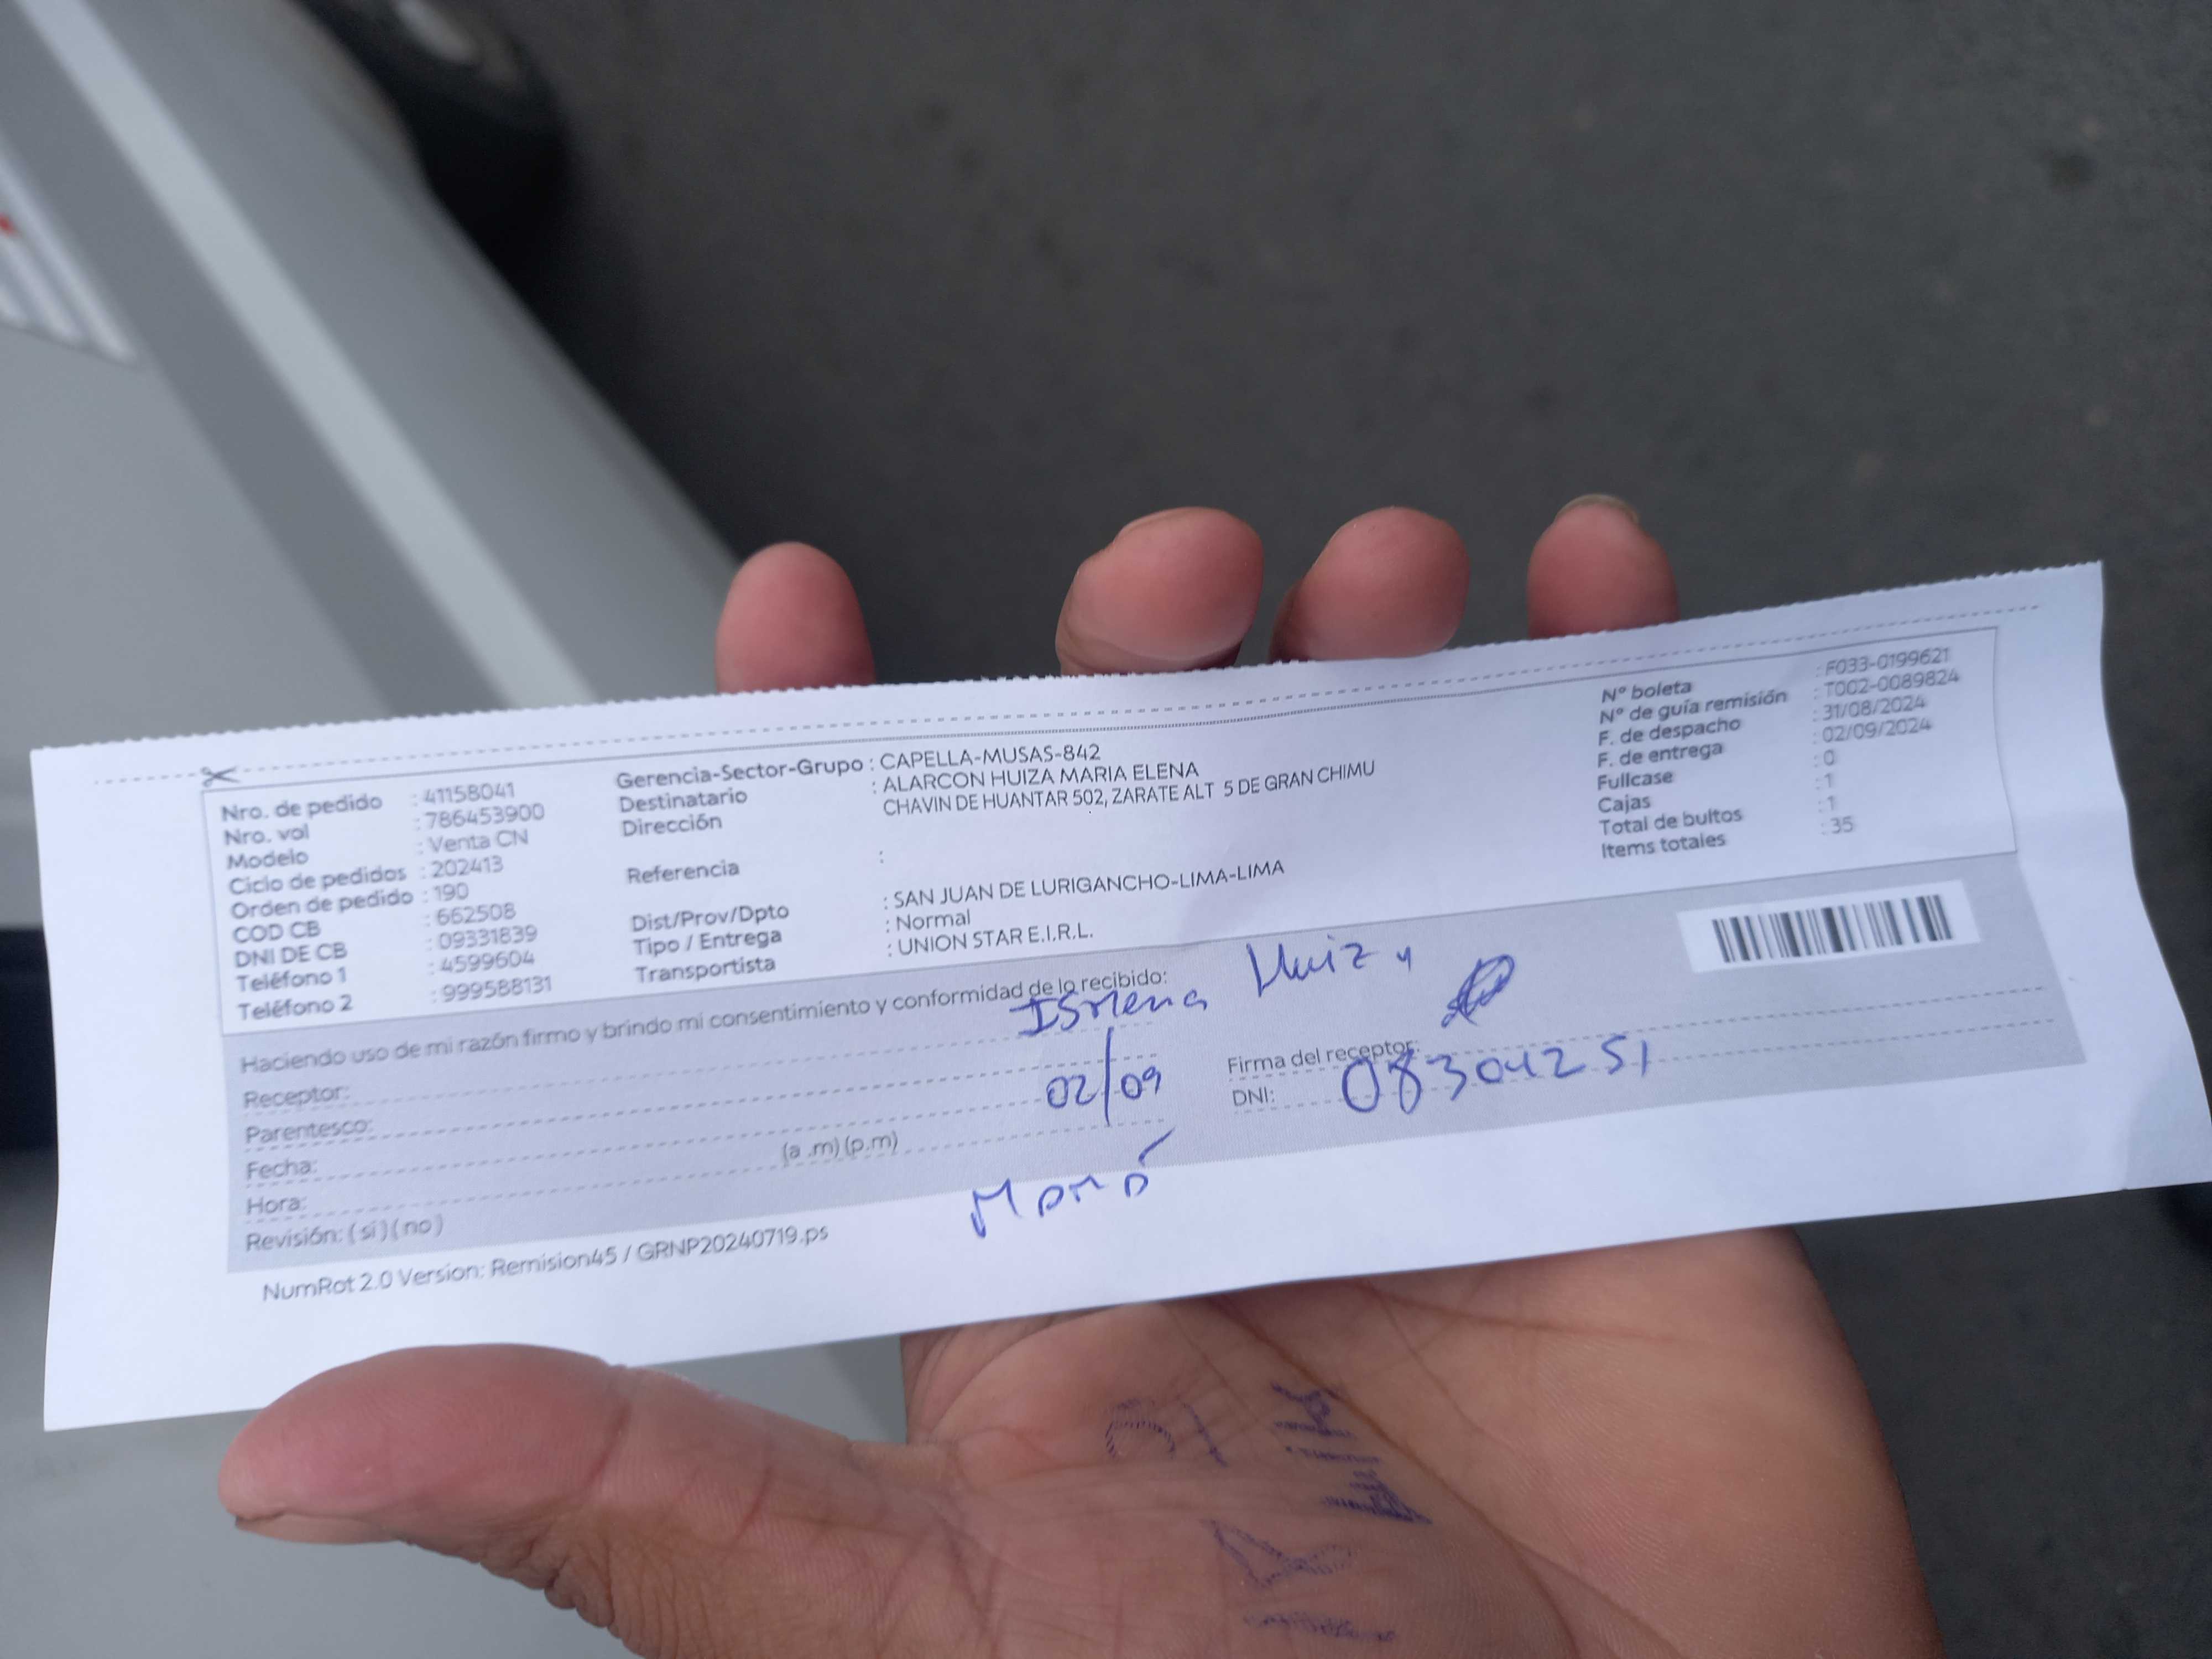 Nro. de pedido : 41158041
Nro. vol : 786453900
Modelo : Venta CN
Ciclo de pedidos : 202413
Orden de pedido : 190
COD CB : 662508
DNI DE CB : 09331839
Teléfono 1 : 4599604
Teléfono 2 : 999588131
Gerencia-Sector-Grupo : CAPELLA-MUSAS-842
Destinatario : ALARCON HUIZA MARIA ELENA
Dirección CHAVIN DE HUANTAR 502, ZARATE ALT 5 DE GRAN CHIMU
Referencia :
Dist/Prov/Dpto : SAN JUAN DE LURIGANCHO-LIMA-LIMA
Tipo / Entrega : Normal
Transportista : UNION STAR E.I.R.L.
N° boleta : F033-0199621
N° de guía remisión : T002-0089824
F. de despacho : 31/08/2024
F. de entrega : 02/09/2024
Fullcase : 0
Cajas : 1
Total de bultos : 1
Items totales : 35
Haciendo uso de mi razón firmo y brindo mi consentimiento y conformidad de lo recibido:
Receptor: Ismena Huiza
Parentesco:
Fecha: 02/09
Hora: (a .m) (p.m)
Revisión: ( si ) ( no )
Firma del receptor:
DNI: 08304251
Mamá
NumRot 2.0 Version: Remision45 / GRNP20240719.ps